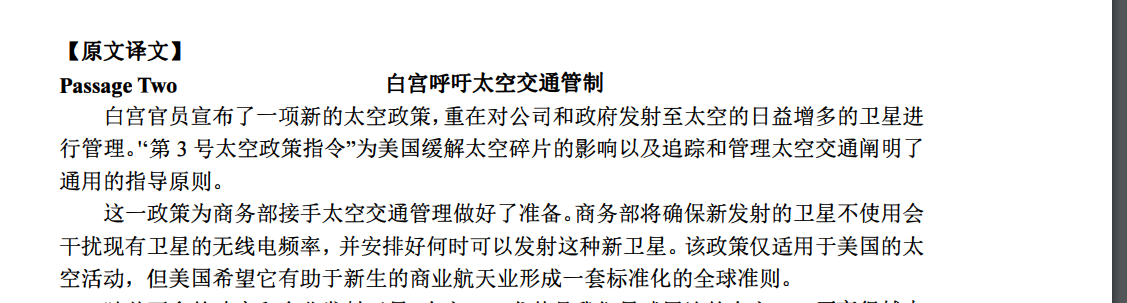 【原文译文】
Passage Two 白宫呼吁太空交通管制
白宫官员宣布了一项新的太空政策，重在对公司和政府发射至太空的日益增多的卫星进
行管理。“第 3 号太空政策指令”为美国缓解太空碎片的影响以及追踪和管理太空交通阐明了
通用的指导原则。
这一政策为商务部接手太空交通管理做好了准备。商务部将确保新发射的卫星不使用会
干扰现有卫星的无线电频率，并安排好何时可以发射这种新卫星。该政策仅适用于美国的太
空活动，但美国希望它有助于新生的商业航天业形成一套标准化的全球准则。